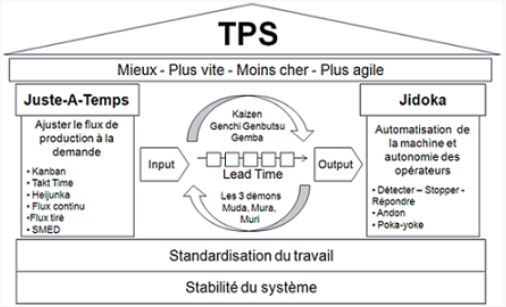 TPS
Mieux - Plus vite - Moins cher - Plus agile
Juste-A-Temps
Ajuster le flux de
production à la
demande
• Kanban
• Takt Time
• Heijunka
• Flux continu
•Flux tiré
• SMED
Input
Kaizen
Genchi Genbutsu
Gemba
Lead Time
Les 3 démons
Muda, Mura,
Muri
Output
Jidoka
Automatisation de
la machine et
autonomie des
opérateurs
• Détecter – Stopper -
Répondre
• Andon
• Poka-yoke
Standardisation du travail
Stabilité du système